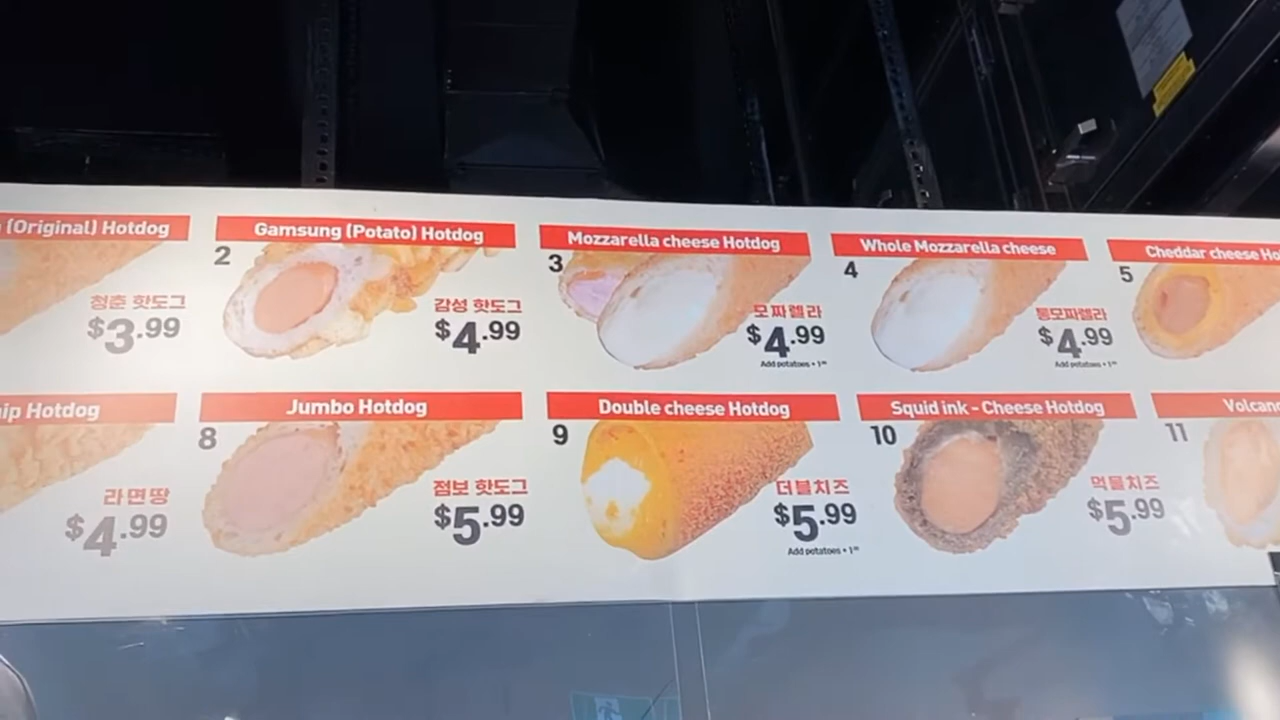 (Original) Hotdog
청춘 핫도그
$3.99
Gamsung (Potato) Hotdog
2
감성 핫도그
$4.99
Mozzarella cheese Hotdog
3
모짜렐라
$4.99
Add potatoes + 1
Whole Mozzarella cheese
4
통모짜렐라
$4.99
Add potatoes + 1
Cheddar cheese
5
Hotdog
라면땅
$4.99
Jumbo Hotdog
8
점보 핫도그
$5.99
Double cheese Hotdog
9
더블치즈
$5.99
Add potatoes + 1
Squid ink - Cheese Hotdog
10
먹물치즈
$5.99
11